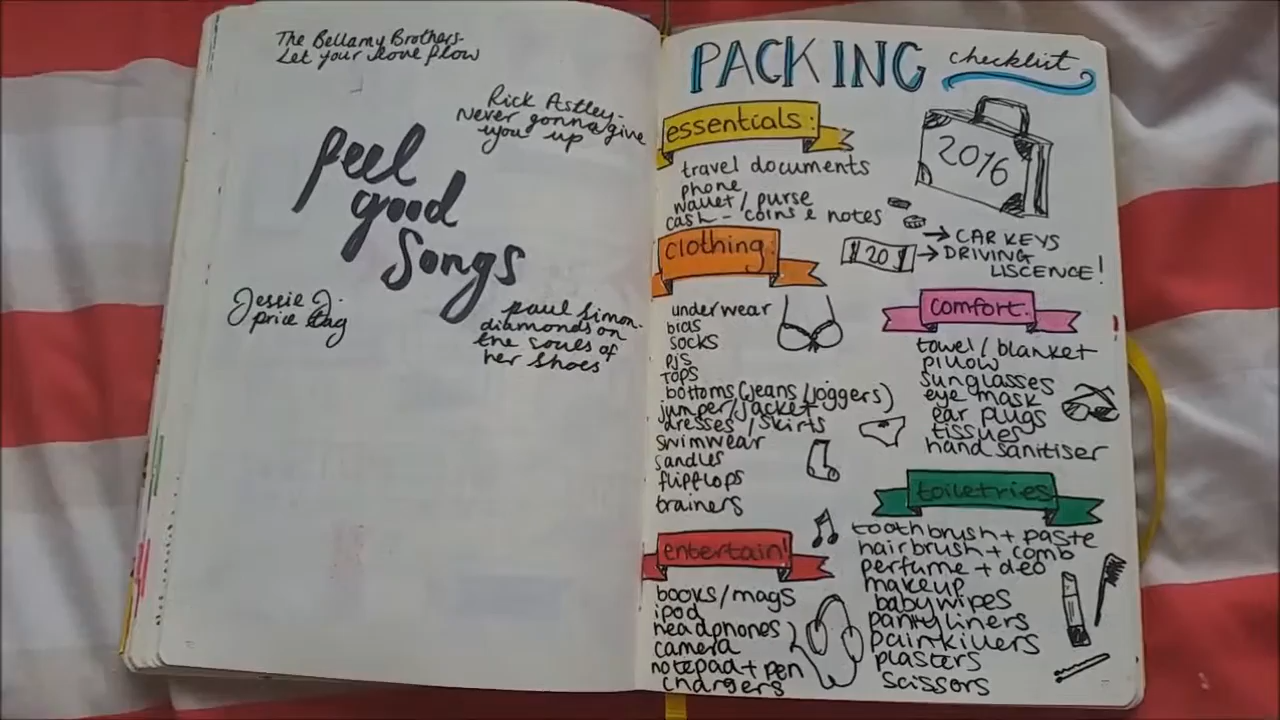 The Bellamy Brothers-
Let your love flow
Rick Astley-
Never gonna give
you up
feel
good
songs
Jessie J-
price tag
paul simon-
diamonds on
the soules of
her shoes
PACKING checklist
essentials:
travel documents
phone
wallet / purse
cash - coins & notes
2016
$ 20 $
→ CAR KEYS
→ DRIVING
LISCENCE!
clothing:
underwear
bras
socks
PJs
TOPS
bottoms (jeans / joggers)
jumper/jacket
dresses / skirts
swimwear
sandles
flipflops
trainers
comfort:
towel / blanket
pillow
sunglasses
eye mask
ear plugs
tissues
hand sanitiser
entertain!
books / mags
ipod
headphones
camera
notepad + pen
chargers
toiletries
toothbrush + paste
hairbrush + comb
perfume + deo
makeup
babywipes
pantyliners
painkillers
plasters
scissors